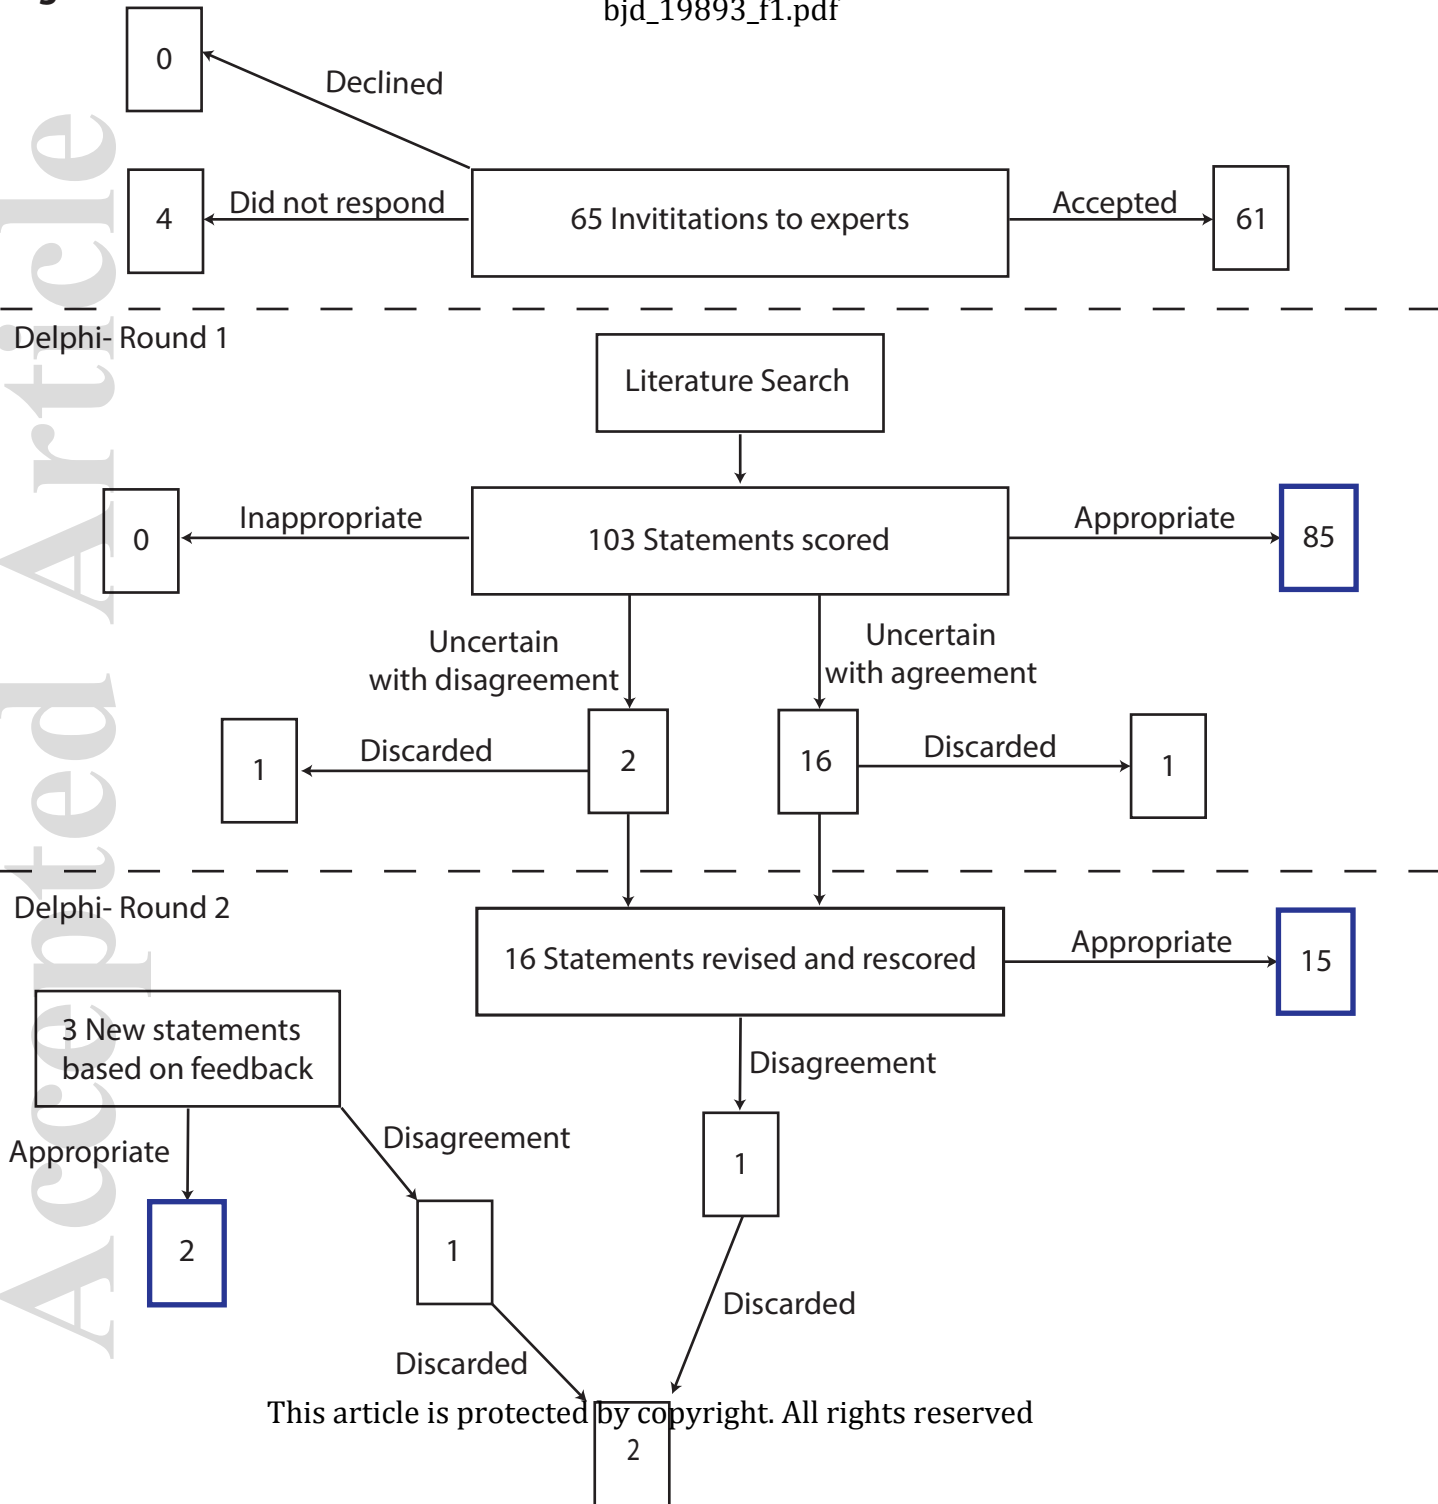 bjd_19893_f1.pdf
0
Declined
4
Did not respond
65 Invititations to experts
Accepted
61
Delphi- Round 1
Literature Search
0
Inappropriate
103 Statements scored
Appropriate
85
Uncertain
with disagreement
Uncertain
with agreement
1
Discarded
2
16
Discarded
1
Delphi- Round 2
16 Statements revised and rescored
Appropriate
15
3 New statements
based on feedback
Disagreement
Appropriate
Disagreement
1
2
1
Discarded
Discarded
2
This article is protected by copyright. All rights reserved
Accepted Article